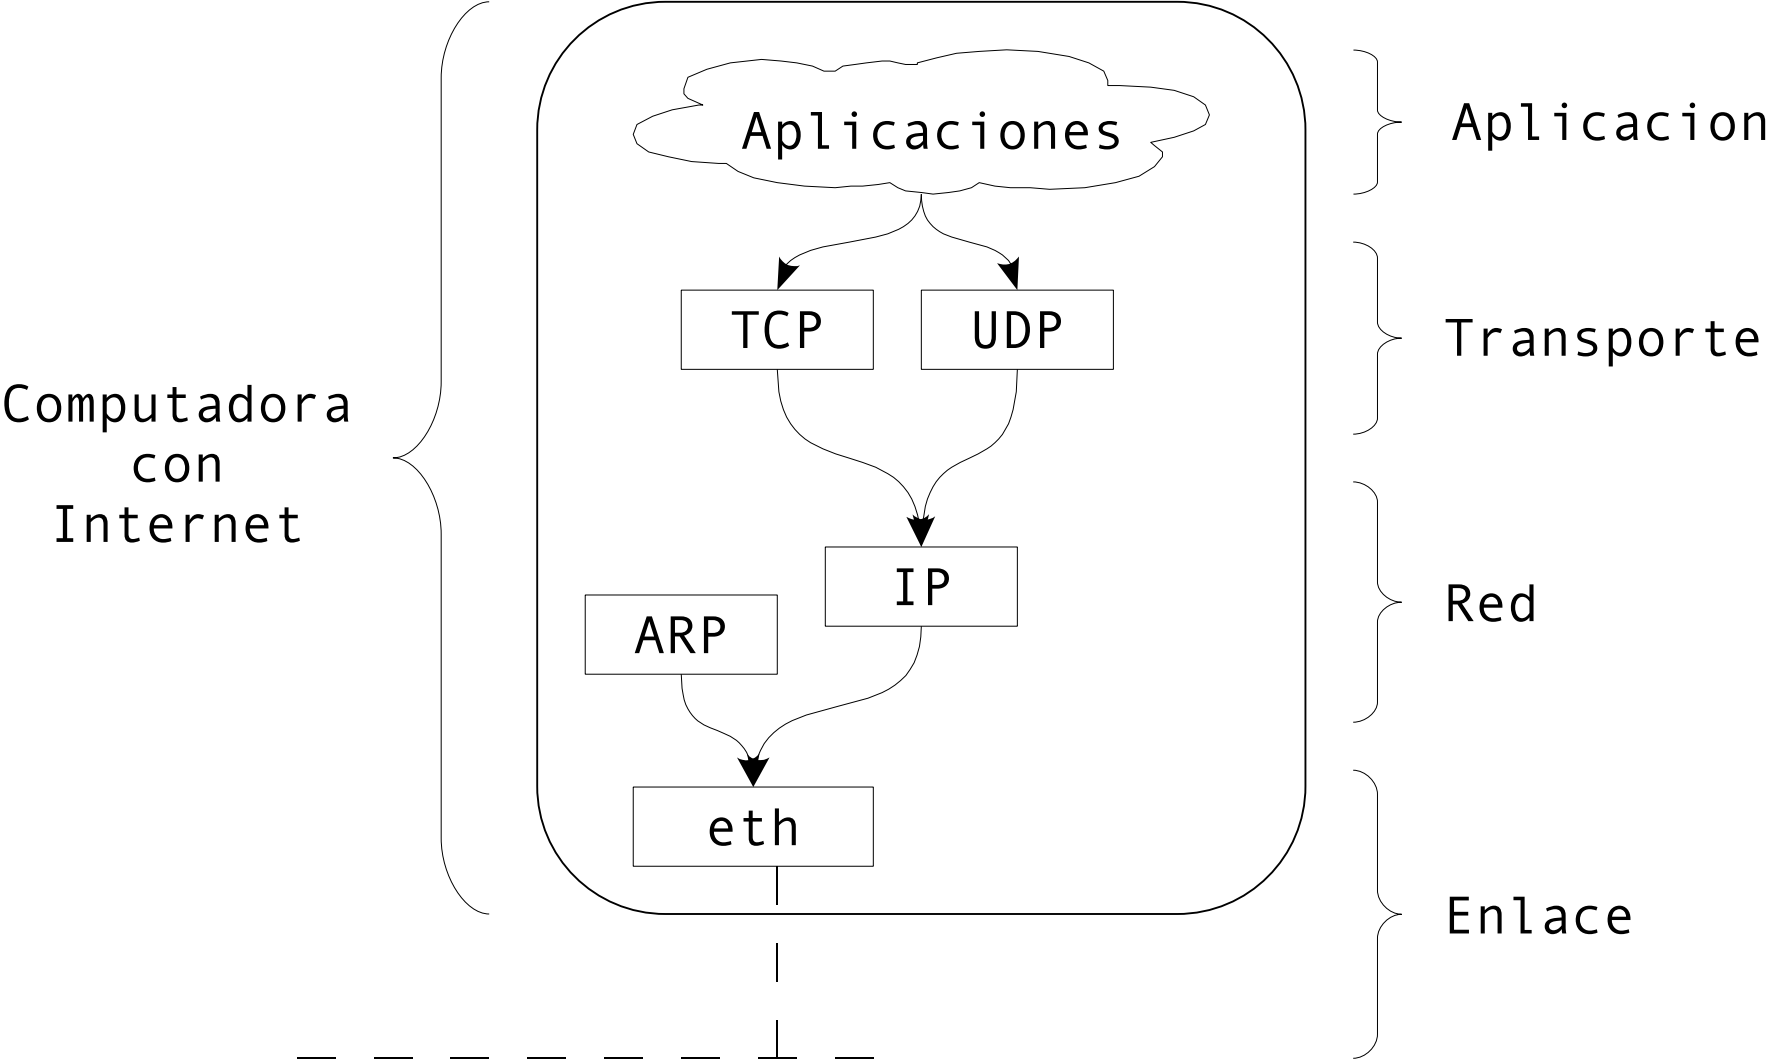 Aplicaciones
Aplicacion
TCP
UDP
Transporte
Computadora
con
Internet
IP
Red
ARP
eth
Enlace